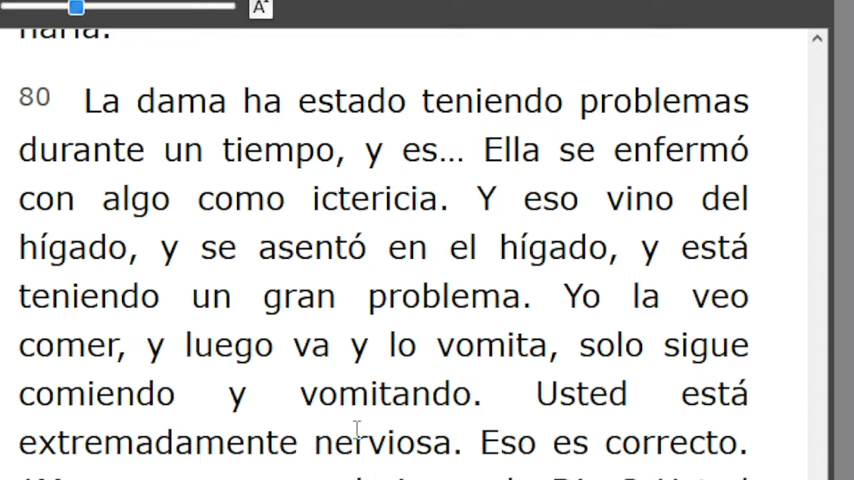 A
80 La dama ha estado teniendo problemas
durante un tiempo, y es... Ella se enfermó
con algo como ictericia. Y eso vino del
hígado, y se asentó en el hígado, y está
teniendo un gran problema. Yo la veo
comer, y luego va y lo vomita, solo sigue
comiendo y vomitando. Usted está
extremadamente nerviosa. Eso es correcto.